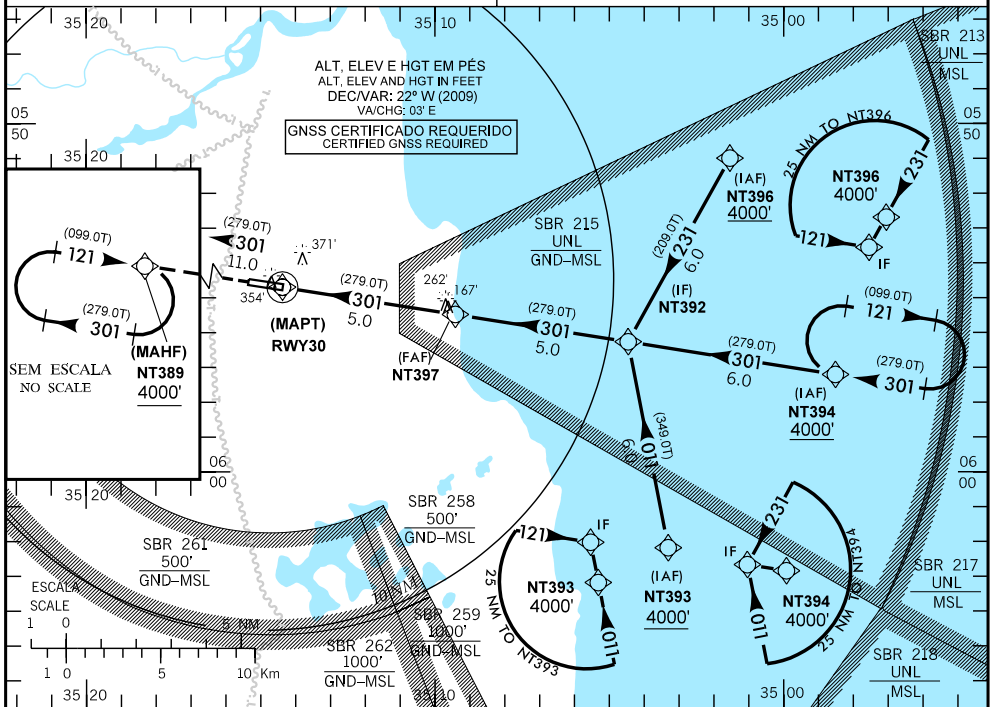 35 10
35 00
SBR 213
UNL
MSL
ALT, ELEV E HGT EM PÉS
ALT, ELEV AND HGT IN FEET
DEC/VAR: 22° W (2009)
VA/CHG: 03' E
GNSS CERTIFICADO REQUERIDO
CERTIFIED GNSS REQUIRED
05
50
05
50
35 20
35 20
25 NM TO NT396
231
NT396
4000'
121
IF
(IAF)
NT396
4000'
(209.0T)
231
6.0
SBR 215
UNL
GND–MSL
(IF)
NT392
(099.0T)
121
(279.0T)
301
(MAHF)
NT389
4000'
SEM ESCALA
NO SCALE
(279.0T)
301
11.0
371'
354'
(MAPT)
RWY30
(279.0T)
301
5.0
262'
167'
(FAF)
NT397
(279.0T)
301
5.0
(279.0T)
301
6.0
(099.0T)
121
(279.0T)
301
(IAF)
NT394
4000'
(349.0T)
011
6.0
06
00
06
00
35 20
SBR 258
500'
GND–MSL
SBR 261
500'
GND–MSL
10 NM
SBR 259
1000'
GND–MSL
SBR 262
1000'
GND–MSL
121
IF
NT393
4000'
011
25 NM TO NT393
(IAF)
NT393
4000'
231
IF
NT394
4000'
011
25 NM TO NT394
SBR 217
UNL
MSL
SBR 218
UNL
MSL
ESCALA
SCALE
1 0 5 NM
1 0 5 10 Km
35 20
35 10
35 00